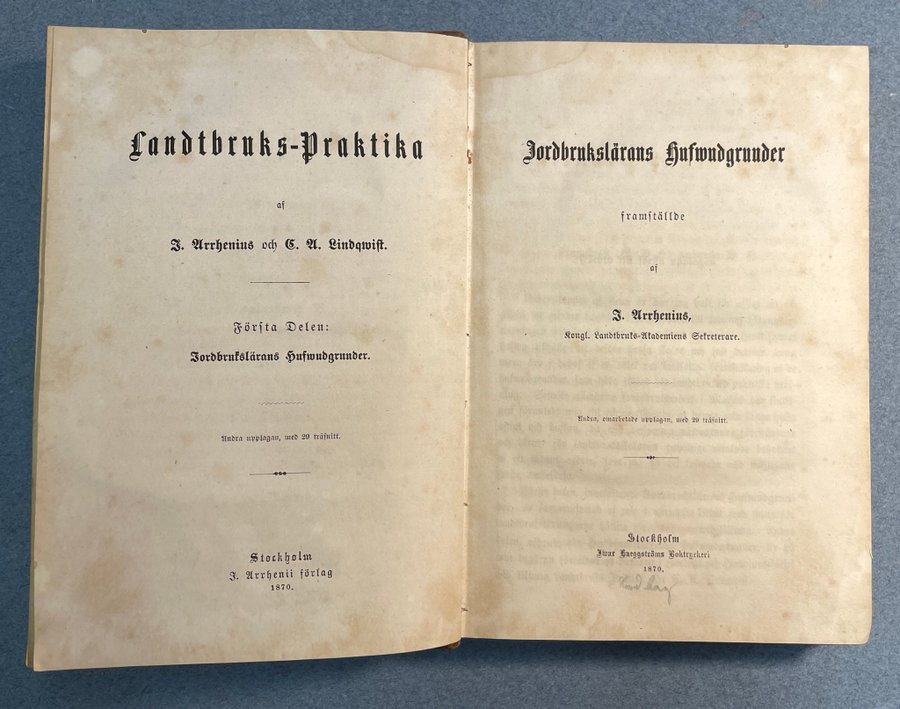 Landtbruks-Praktika
af
J. Arrhenius och C. A. Lindqwist.
Första Delen:
Jordbrukslärans Hufwudgrunder.
Andra upplagan, med 29 träsnitt.
Stockholm
J. Arrhenii förlag
1870.
Jordbrukslärans Hufwudgrunder
framställde
af
J. Arrhenius,
Kongl. Landtbruks-Akademiens Sekreterare.
Andra, omarbetade upplagan, med 29 träsnitt.
Stockholm
Iwar Haeggströms Boktryckeri
1870.